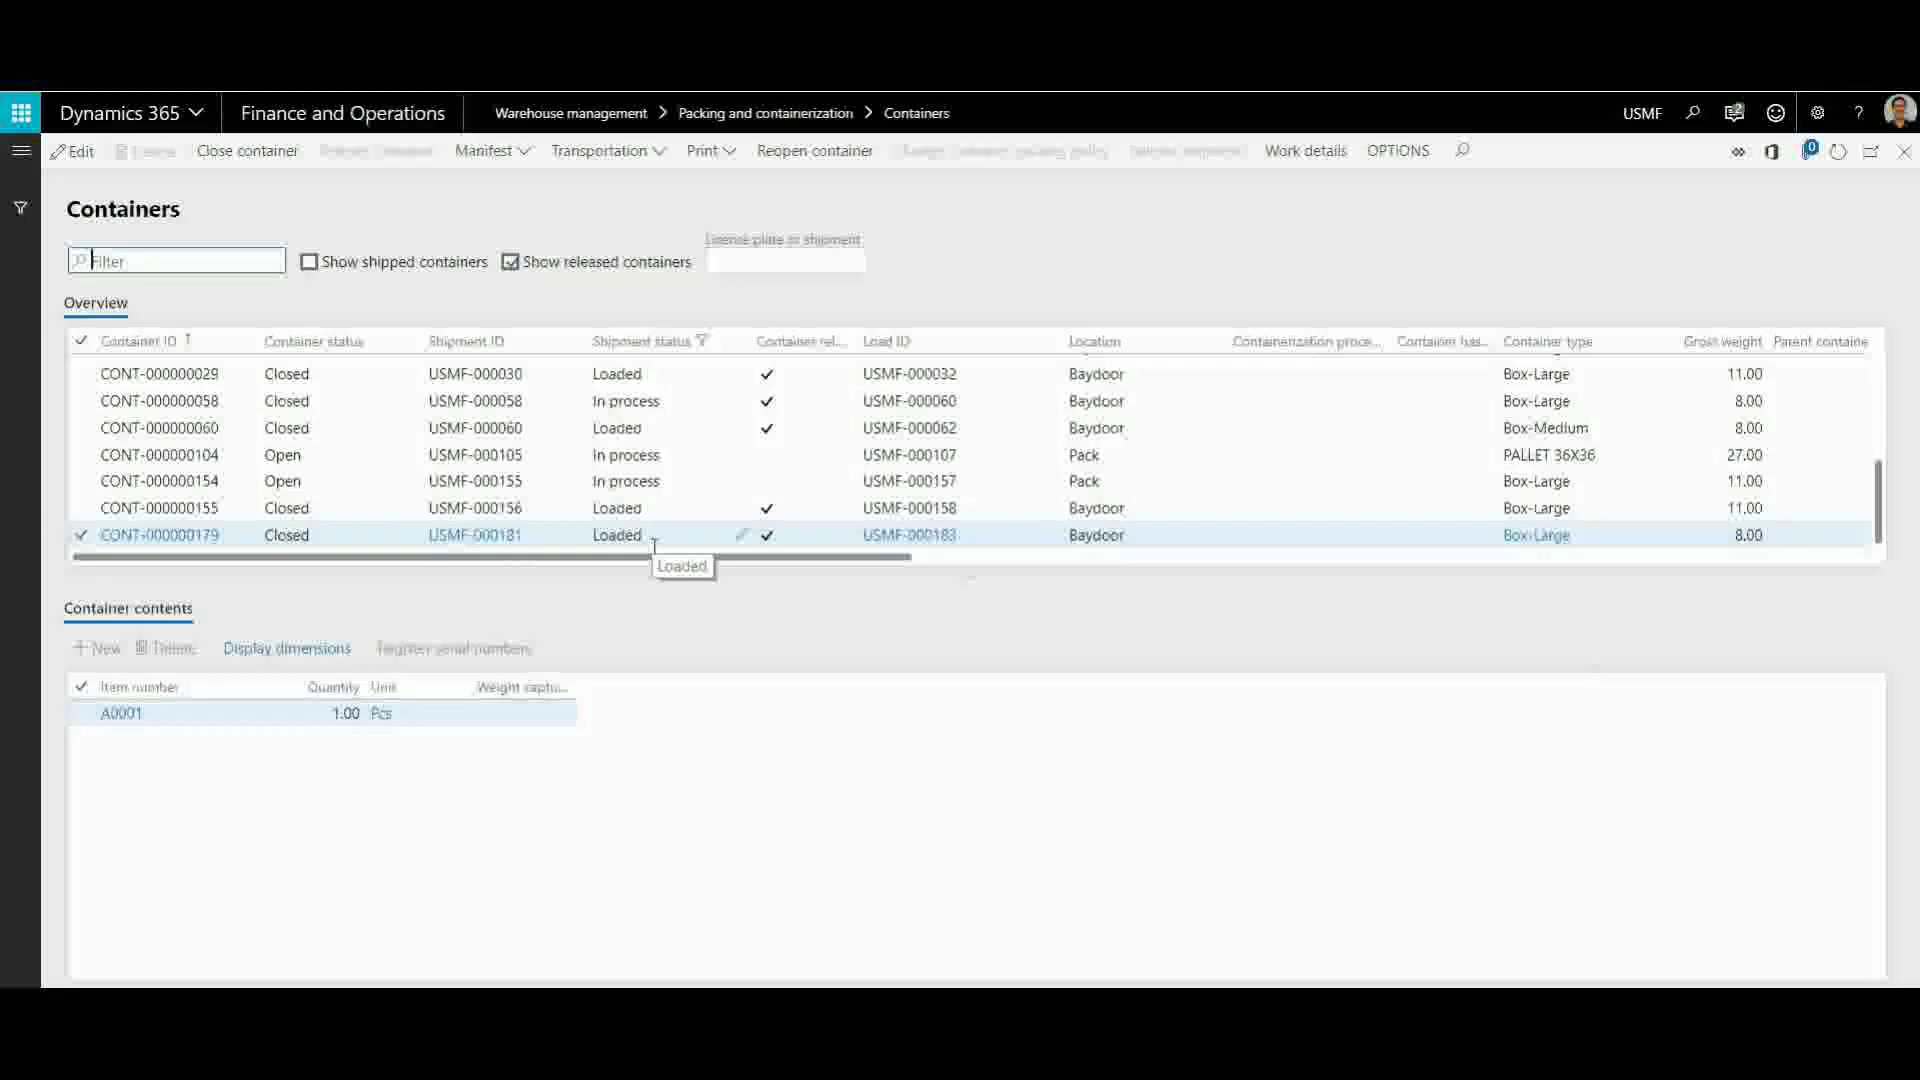 Dynamics 365 Finance and Operations Warehouse management Packing and containerization Containers USMF 2 ?
Edit Close container Manifest Transportation Print Reopen container Work details OPTIONS 0
Containers
License plate or shipment
Filter Show shipped containers Show released containers
Overview
Container ID Container status Shipment ID Shipment status Container rel... Load ID Location Containerization proce... Container has... Container type Gross weight Parent containe
CONT-000000029 Closed USMF-000030 Loaded USMF-000032 Baydoor Box-Large 11.00
CONT-000000058 Closed USMF-000058 In process USMF-000060 Baydoor Box-Large 8.00
CONT-000000060 Closed USMF-000060 Loaded USMF-000062 Baydoor Box-Medium 8.00
CONT-000000104 Open USMF-000105 In process USMF-000107 Pack PALLET 36X36 27.00
CONT-000000154 Open USMF-000155 In process USMF-000157 Pack Box-Large 11.00
CONT-000000155 Closed USMF-000156 Loaded USMF-000158 Baydoor Box-Large 11.00
CONT-000000179 Closed USMF-000181 Loaded USMF-000183 Baydoor Box-Large 8.00
Loaded
Container contents
New Delete Display dimensions Register serial numbers
Item number Quantity Unit Weight captu...
A0001 1.00 Pcs